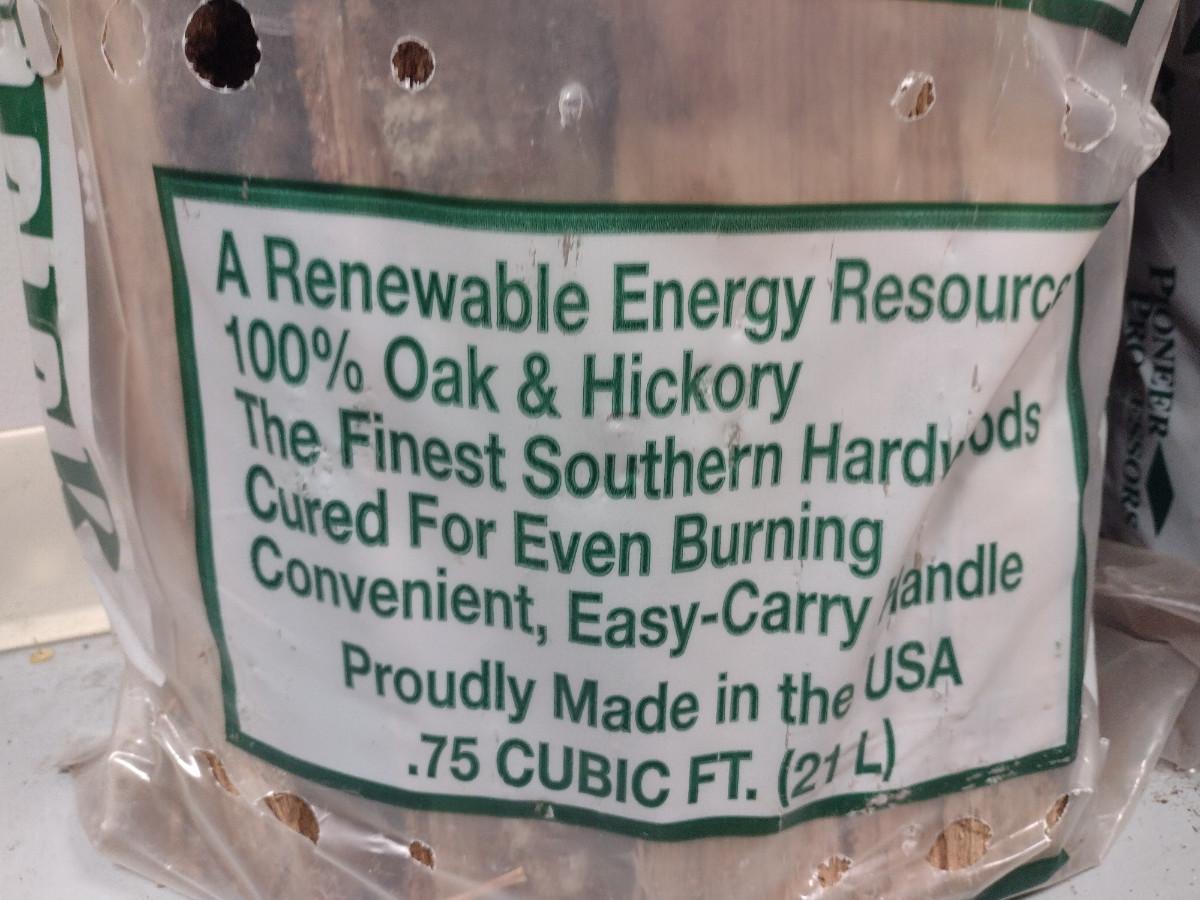 A Renewable Energy Resource
100% Oak & Hickory
The Finest Southern Hardwoods
Cured For Even Burning
Convenient, Easy-Carry Handle
Proudly Made in the USA
.75 CUBIC FT. (21 L)
PIONEER
PROCESSORS